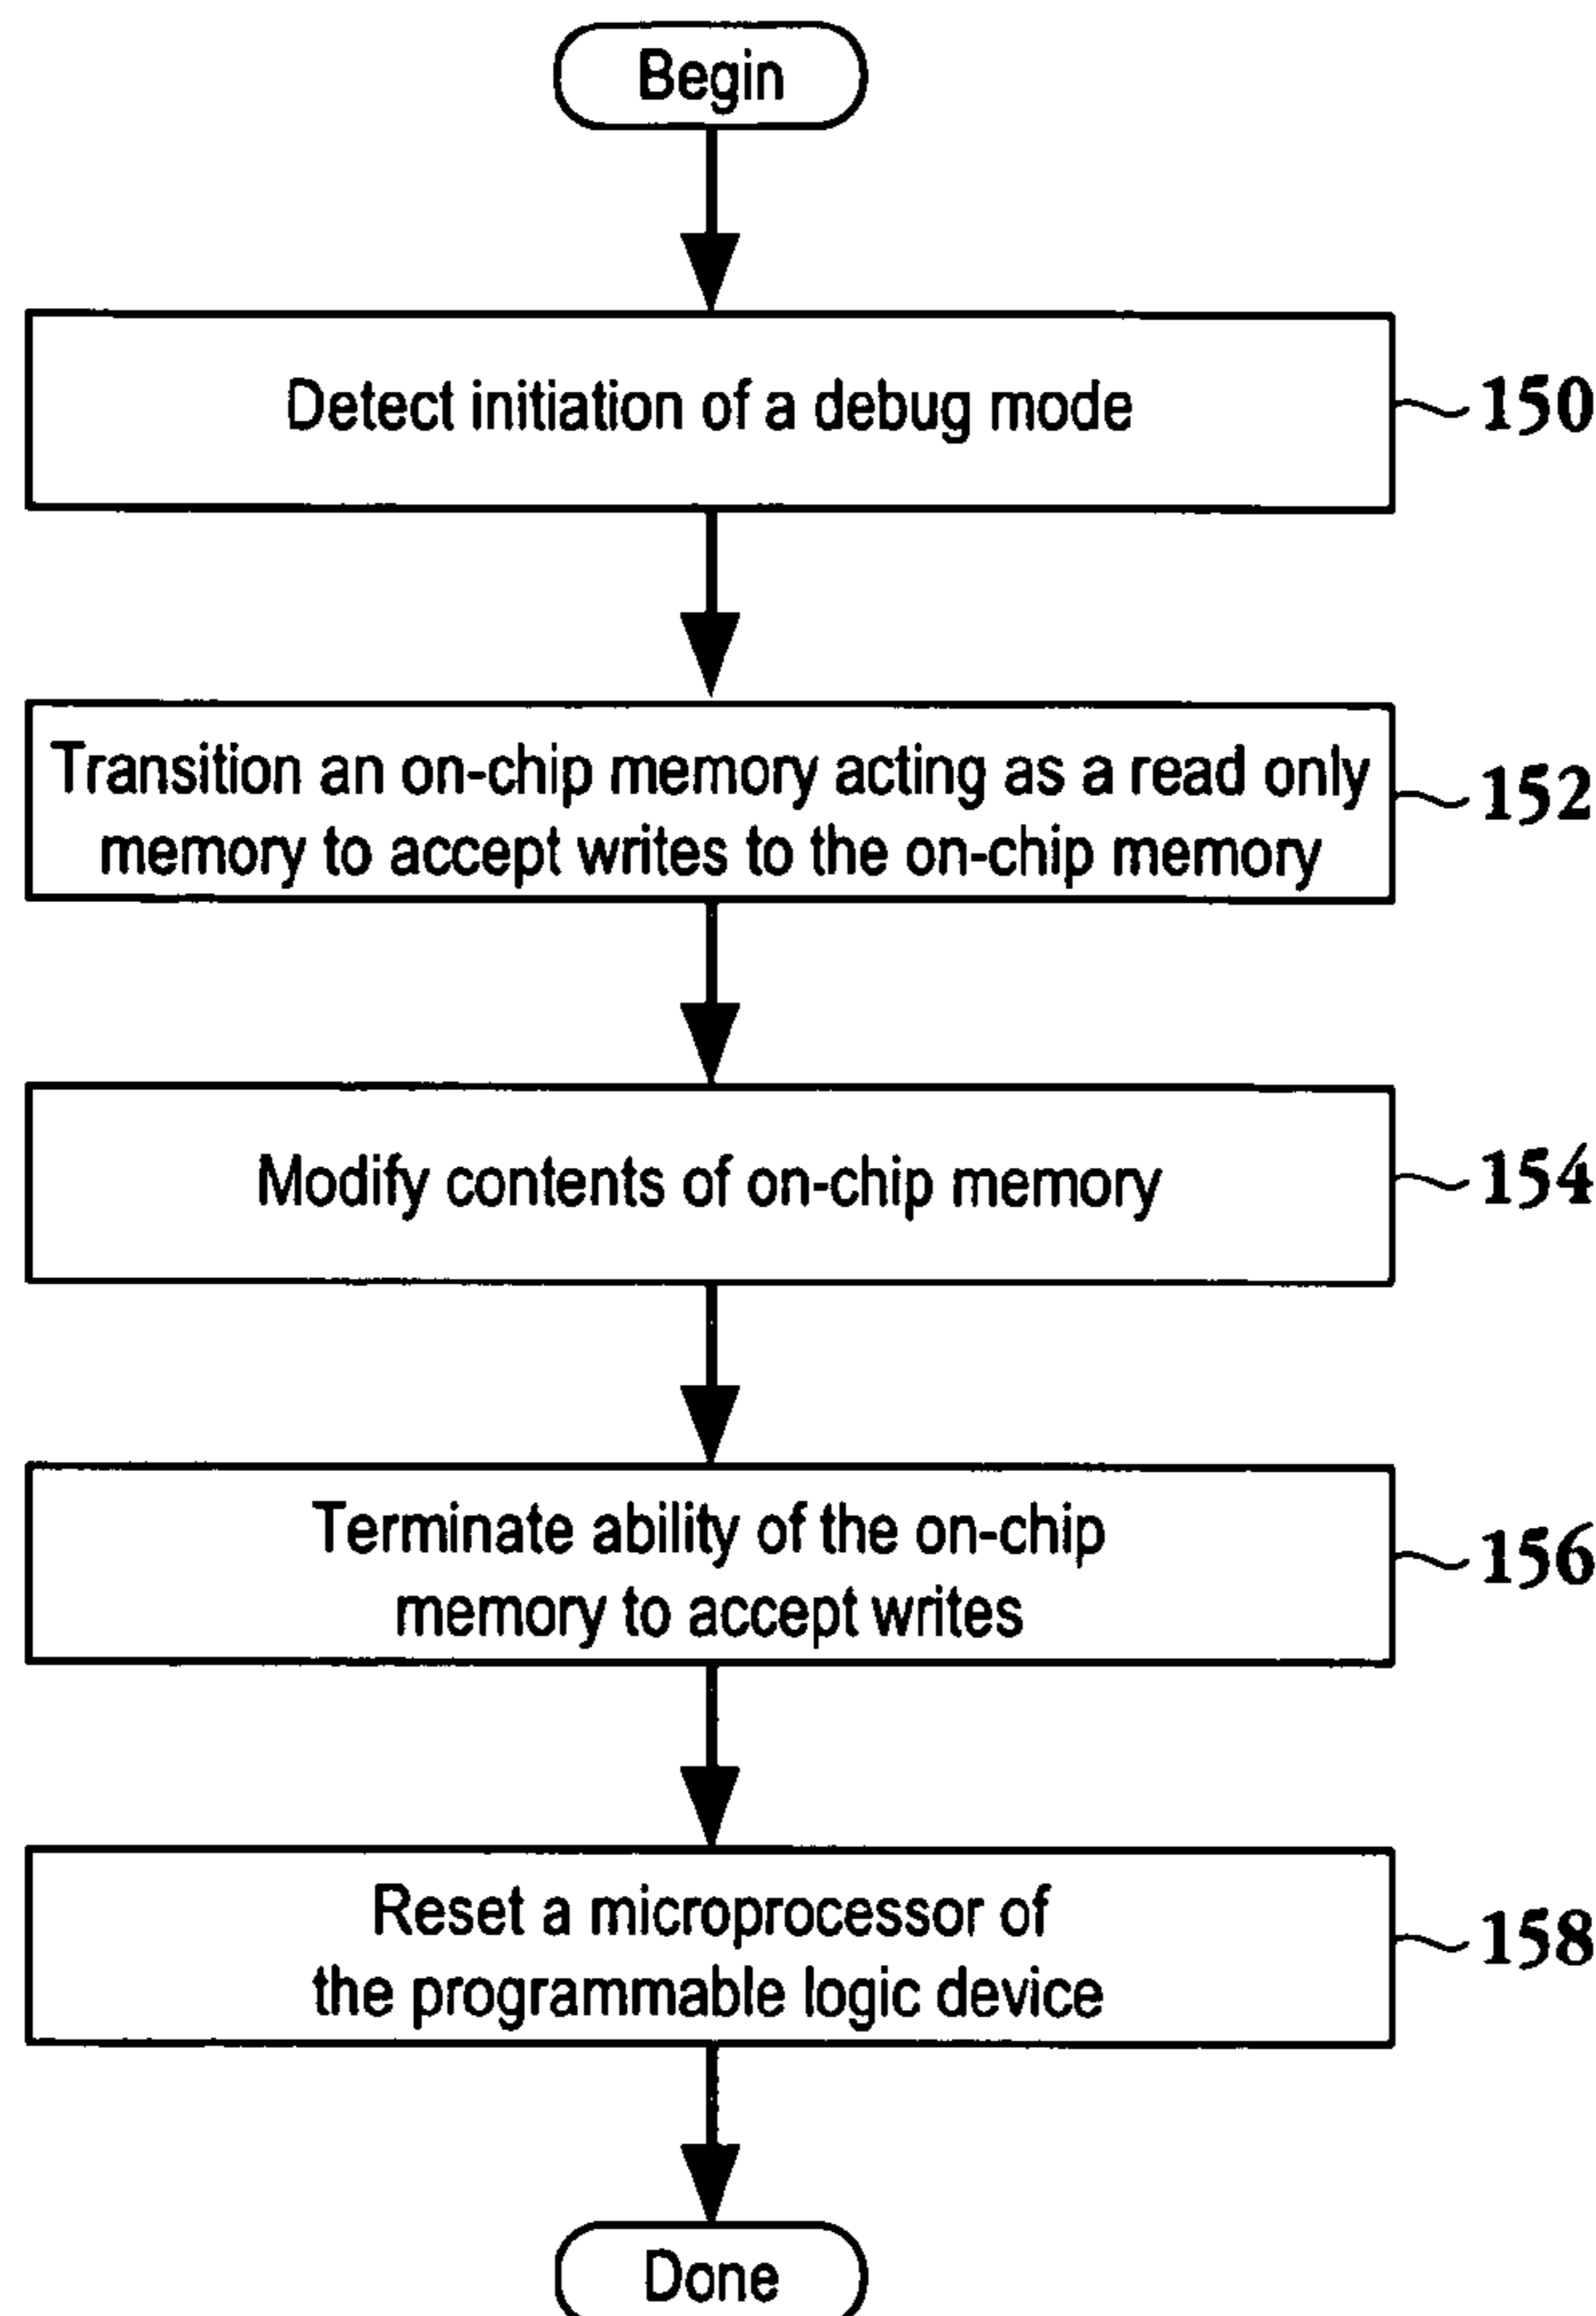 Begin
Detect initiation of a debug mode
150
Transition an on-chip memory acting as a read only
memory to accept writes to the on-chip memory
152
Modify contents of on-chip memory
154
Terminate ability of the on-chip
memory to accept writes
156
Reset a microprocessor of
the programmable logic device
158
Done